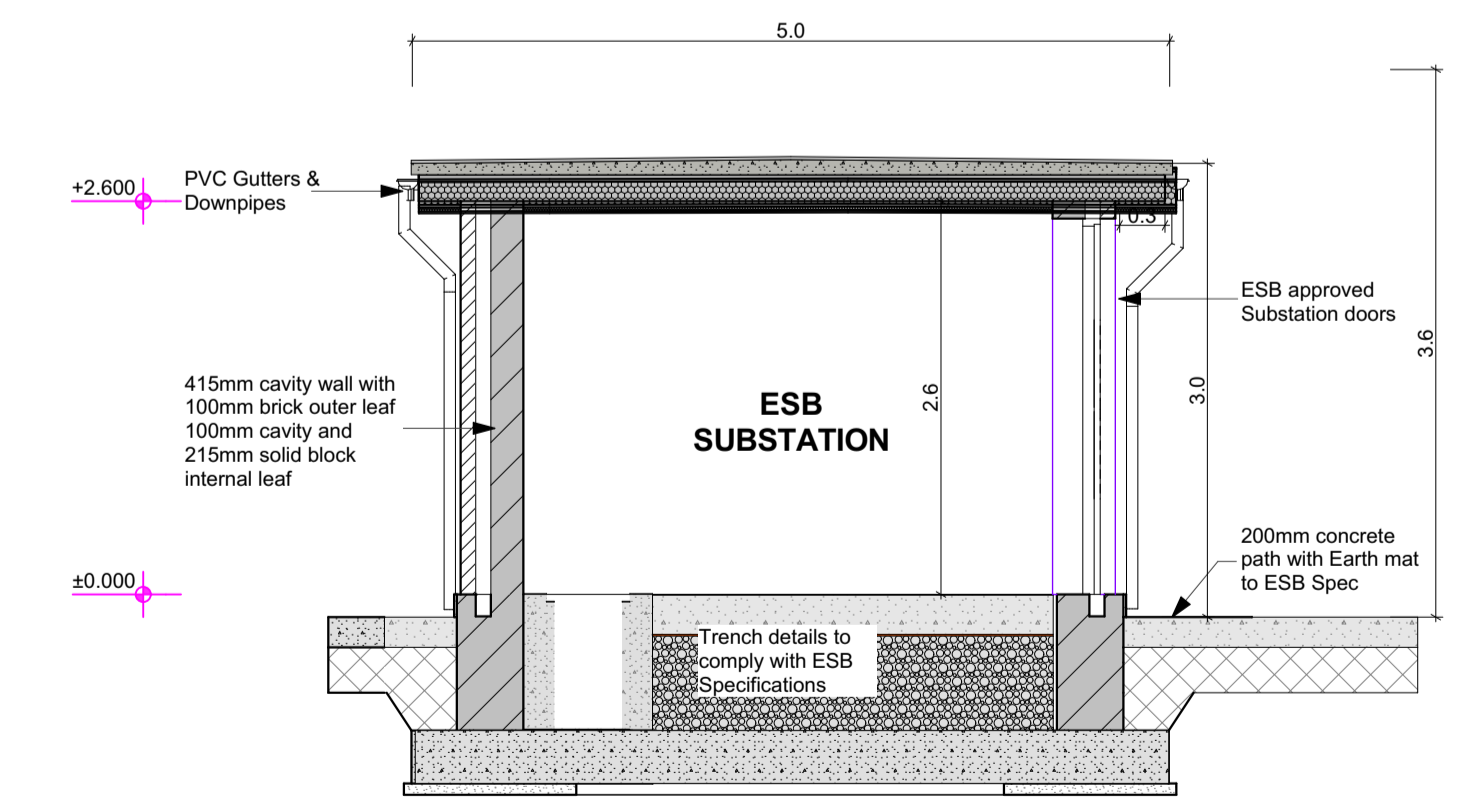 5.0
+2.600
PVC Gutters &
Downpipes
0.3
ESB approved
Substation doors
3.6
415mm cavity wall with
100mm brick outer leaf
100mm cavity and
215mm solid block
internal leaf
ESB
SUBSTATION
2.6
3.0
200mm concrete
path with Earth mat
to ESB Spec
±0.000
Trench details to
comply with ESB
Specifications